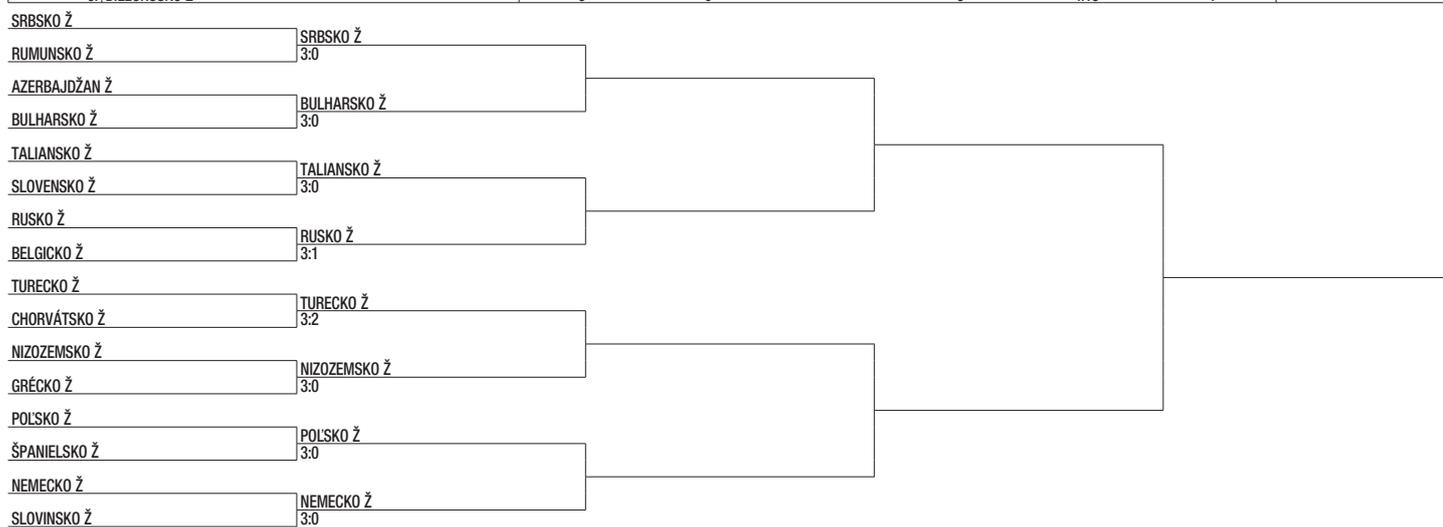 SRBSKO Ž
SRBSKO Ž
RUMUNSKO Ž
3:0
AZERBAJDŽAN Ž
BULHARSKO Ž
BULHARSKO Ž
3:0
TALIANSKO Ž
TALIANSKO Ž
SLOVENSKO Ž
3:0
RUSKO Ž
RUSKO Ž
BELGICKO Ž
3:1
TURECKO Ž
TURECKO Ž
CHORVÁTSKO Ž
3:2
NIZOZEMSKO Ž
NIZOZEMSKO Ž
GRÉCKO Ž
3:0
POĽSKO Ž
POĽSKO Ž
ŠPANIELSKO Ž
3:0
NEMECKO Ž
NEMECKO Ž
SLOVINSKO Ž
3:0